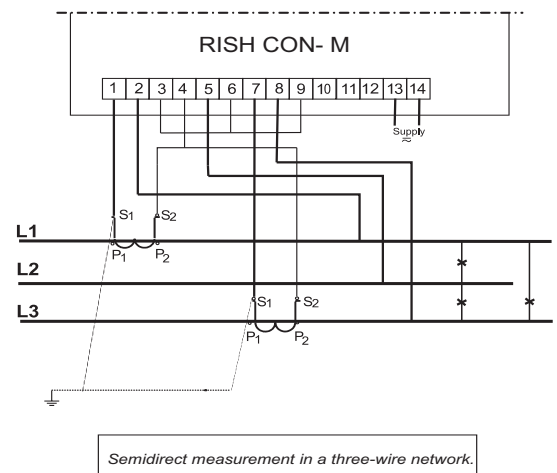 RISH CON- M
1 2 3 4 5 6 7 8 9 10 11 12 13 14
Supply
S1 S2
L1
P1 P2
L2
S1 S2
L3
P1 P2
Semidirect measurement in a three-wire network.